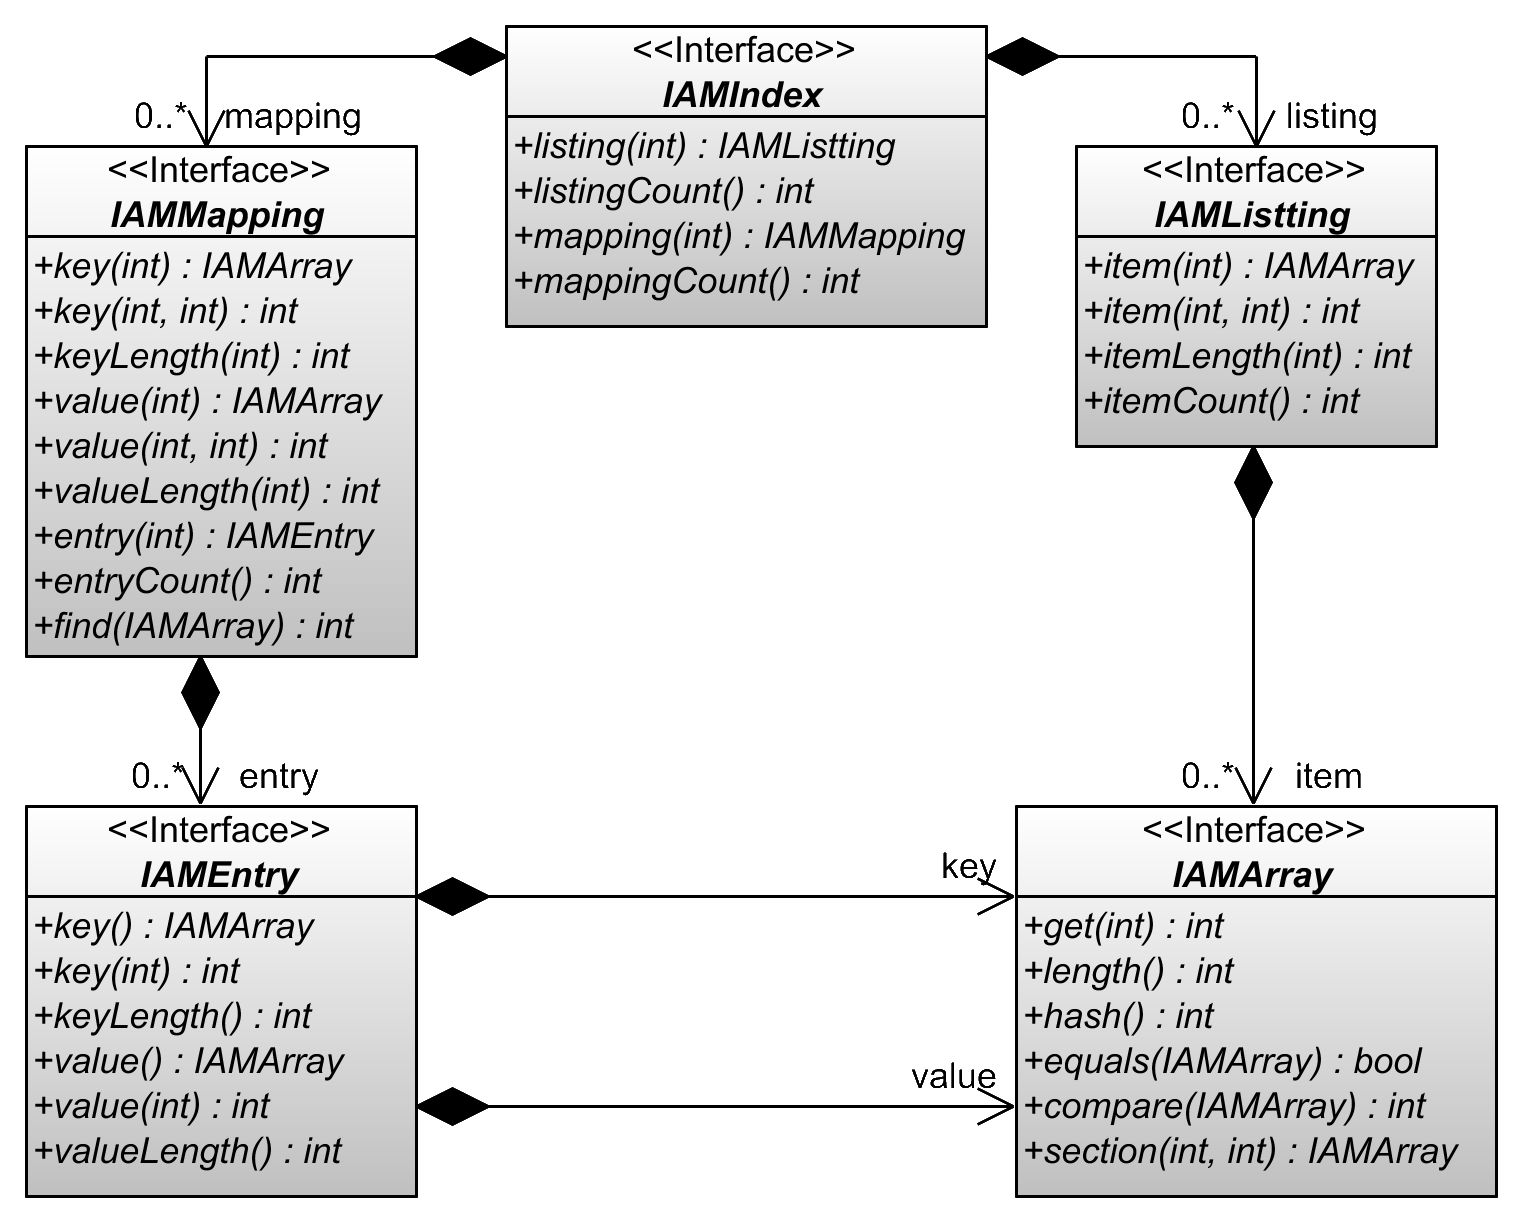 <<Interface>>
IAMIndex
+listing(int) : IAMListting
+listingCount() : int
+mapping(int) : IAMMapping
+mappingCount() : int
0..* mapping
<<Interface>>
IAMMapping
+key(int) : IAMArray
+key(int, int) : int
+keyLength(int) : int
+value(int) : IAMArray
+value(int, int) : int
+valueLength(int) : int
+entry(int) : IAMEntry
+entryCount() : int
+find(IAMArray) : int
0..* listing
<<Interface>>
IAMListting
+item(int) : IAMArray
+item(int, int) : int
+itemLength(int) : int
+itemCount() : int
0..* entry
<<Interface>>
IAMEntry
+key() : IAMArray
+key(int) : int
+keyLength() : int
+value() : IAMArray
+value(int) : int
+valueLength() : int
key
value
0..* item
<<Interface>>
IAMArray
+get(int) : int
+length() : int
+hash() : int
+equals(IAMArray) : bool
+compare(IAMArray) : int
+section(int, int) : IAMArray